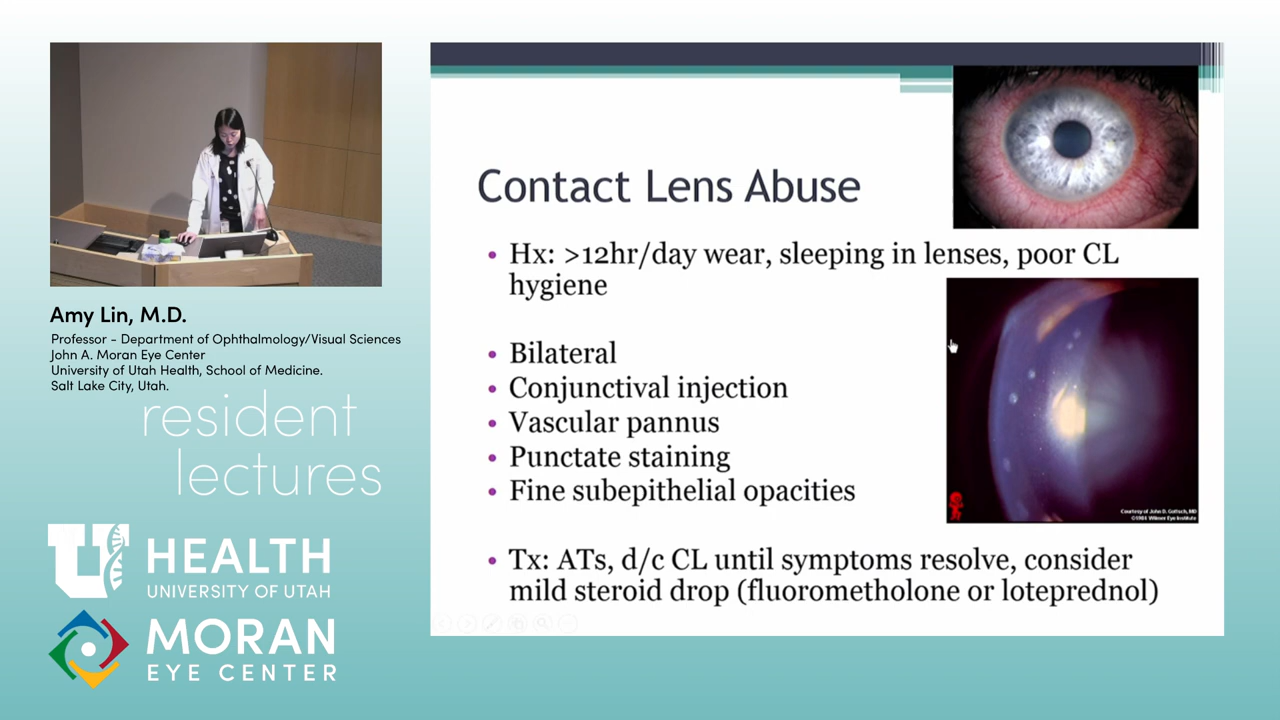 Amy Lin, M.D.
Professor - Department of Ophthalmology/Visual Sciences
John A. Moran Eye Center
University of Utah Health, School of Medicine.
Salt Lake City, Utah.
resident
lectures
U HEALTH
UNIVERSITY OF UTAH
MORAN
EYE CENTER
Contact Lens Abuse
• Hx: >12hr/day wear, sleeping in lenses, poor CL
hygiene
• Bilateral
• Conjunctival injection
• Vascular pannus
• Punctate staining
• Fine subepithelial opacities
• Tx: ATs, d/c CL until symptoms resolve, consider
mild steroid drop (fluorometholone or loteprednol)
Courtesy of John D. Gottsch, MD
©1984 Wilmer Eye Institute